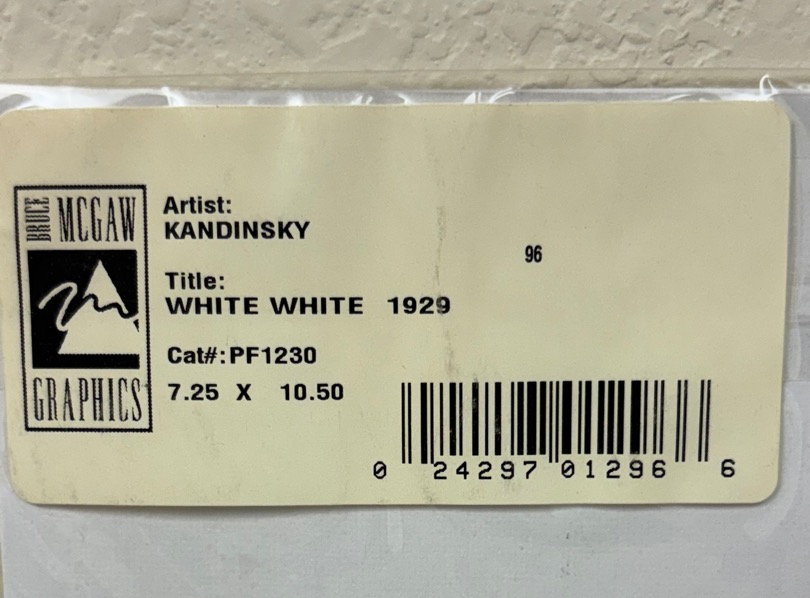 BRUCE
MCGAW
GRAPHICS
Artist:
KANDINSKY
96
Title:
WHITE WHITE 1929
Cat#:PF1230
7.25 X 10.50
0 24297 01296 6